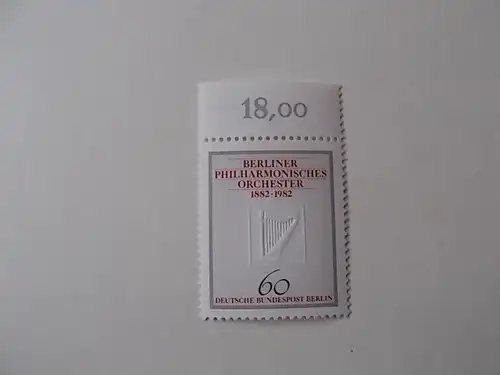 18,00
BERLINER
PHILHARMONISCHES
ORCHESTER
1882-1982
60
DEUTSCHE BUNDESPOST BERLIN